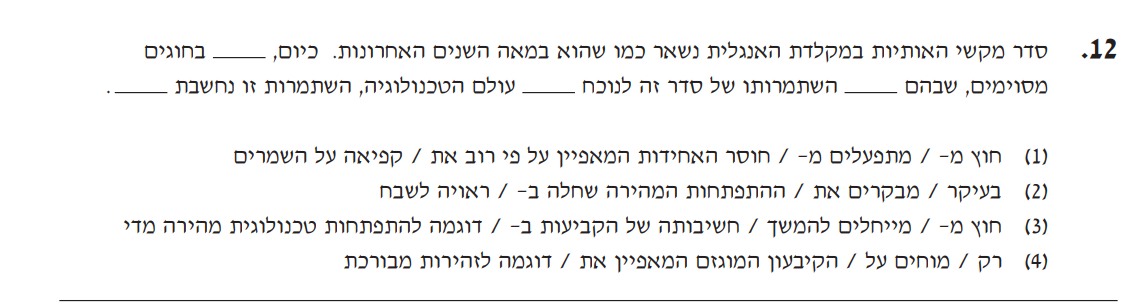 12. סדר מקשי האותיות במקלדת האנגלית נשאר כמו שהוא במאה השנים האחרונות. כיום, _____ בחוגים
מסוימים, שבהם _____ השתמרותו של סדר זה לנוכח _____ עולם הטכנולוגיה, השתמרות זו נחשבת _____.
(1) חוץ מ- / מתפעלים מ- / חוסר האחידות המאפיין על פי רוב את / קפיאה על השמרים
(2) בעיקר / מבקרים את / ההתפתחות המהירה שחלה ב- / ראויה לשבח
(3) חוץ מ- / מייחלים להמשך / חשיבותה של הקביעות ב- / דוגמה להתפתחות טכנולוגית מהירה מדי
(4) רק / מוחים על / הקיבעון המוגזם המאפיין את / דוגמה לזהירות מבורכת